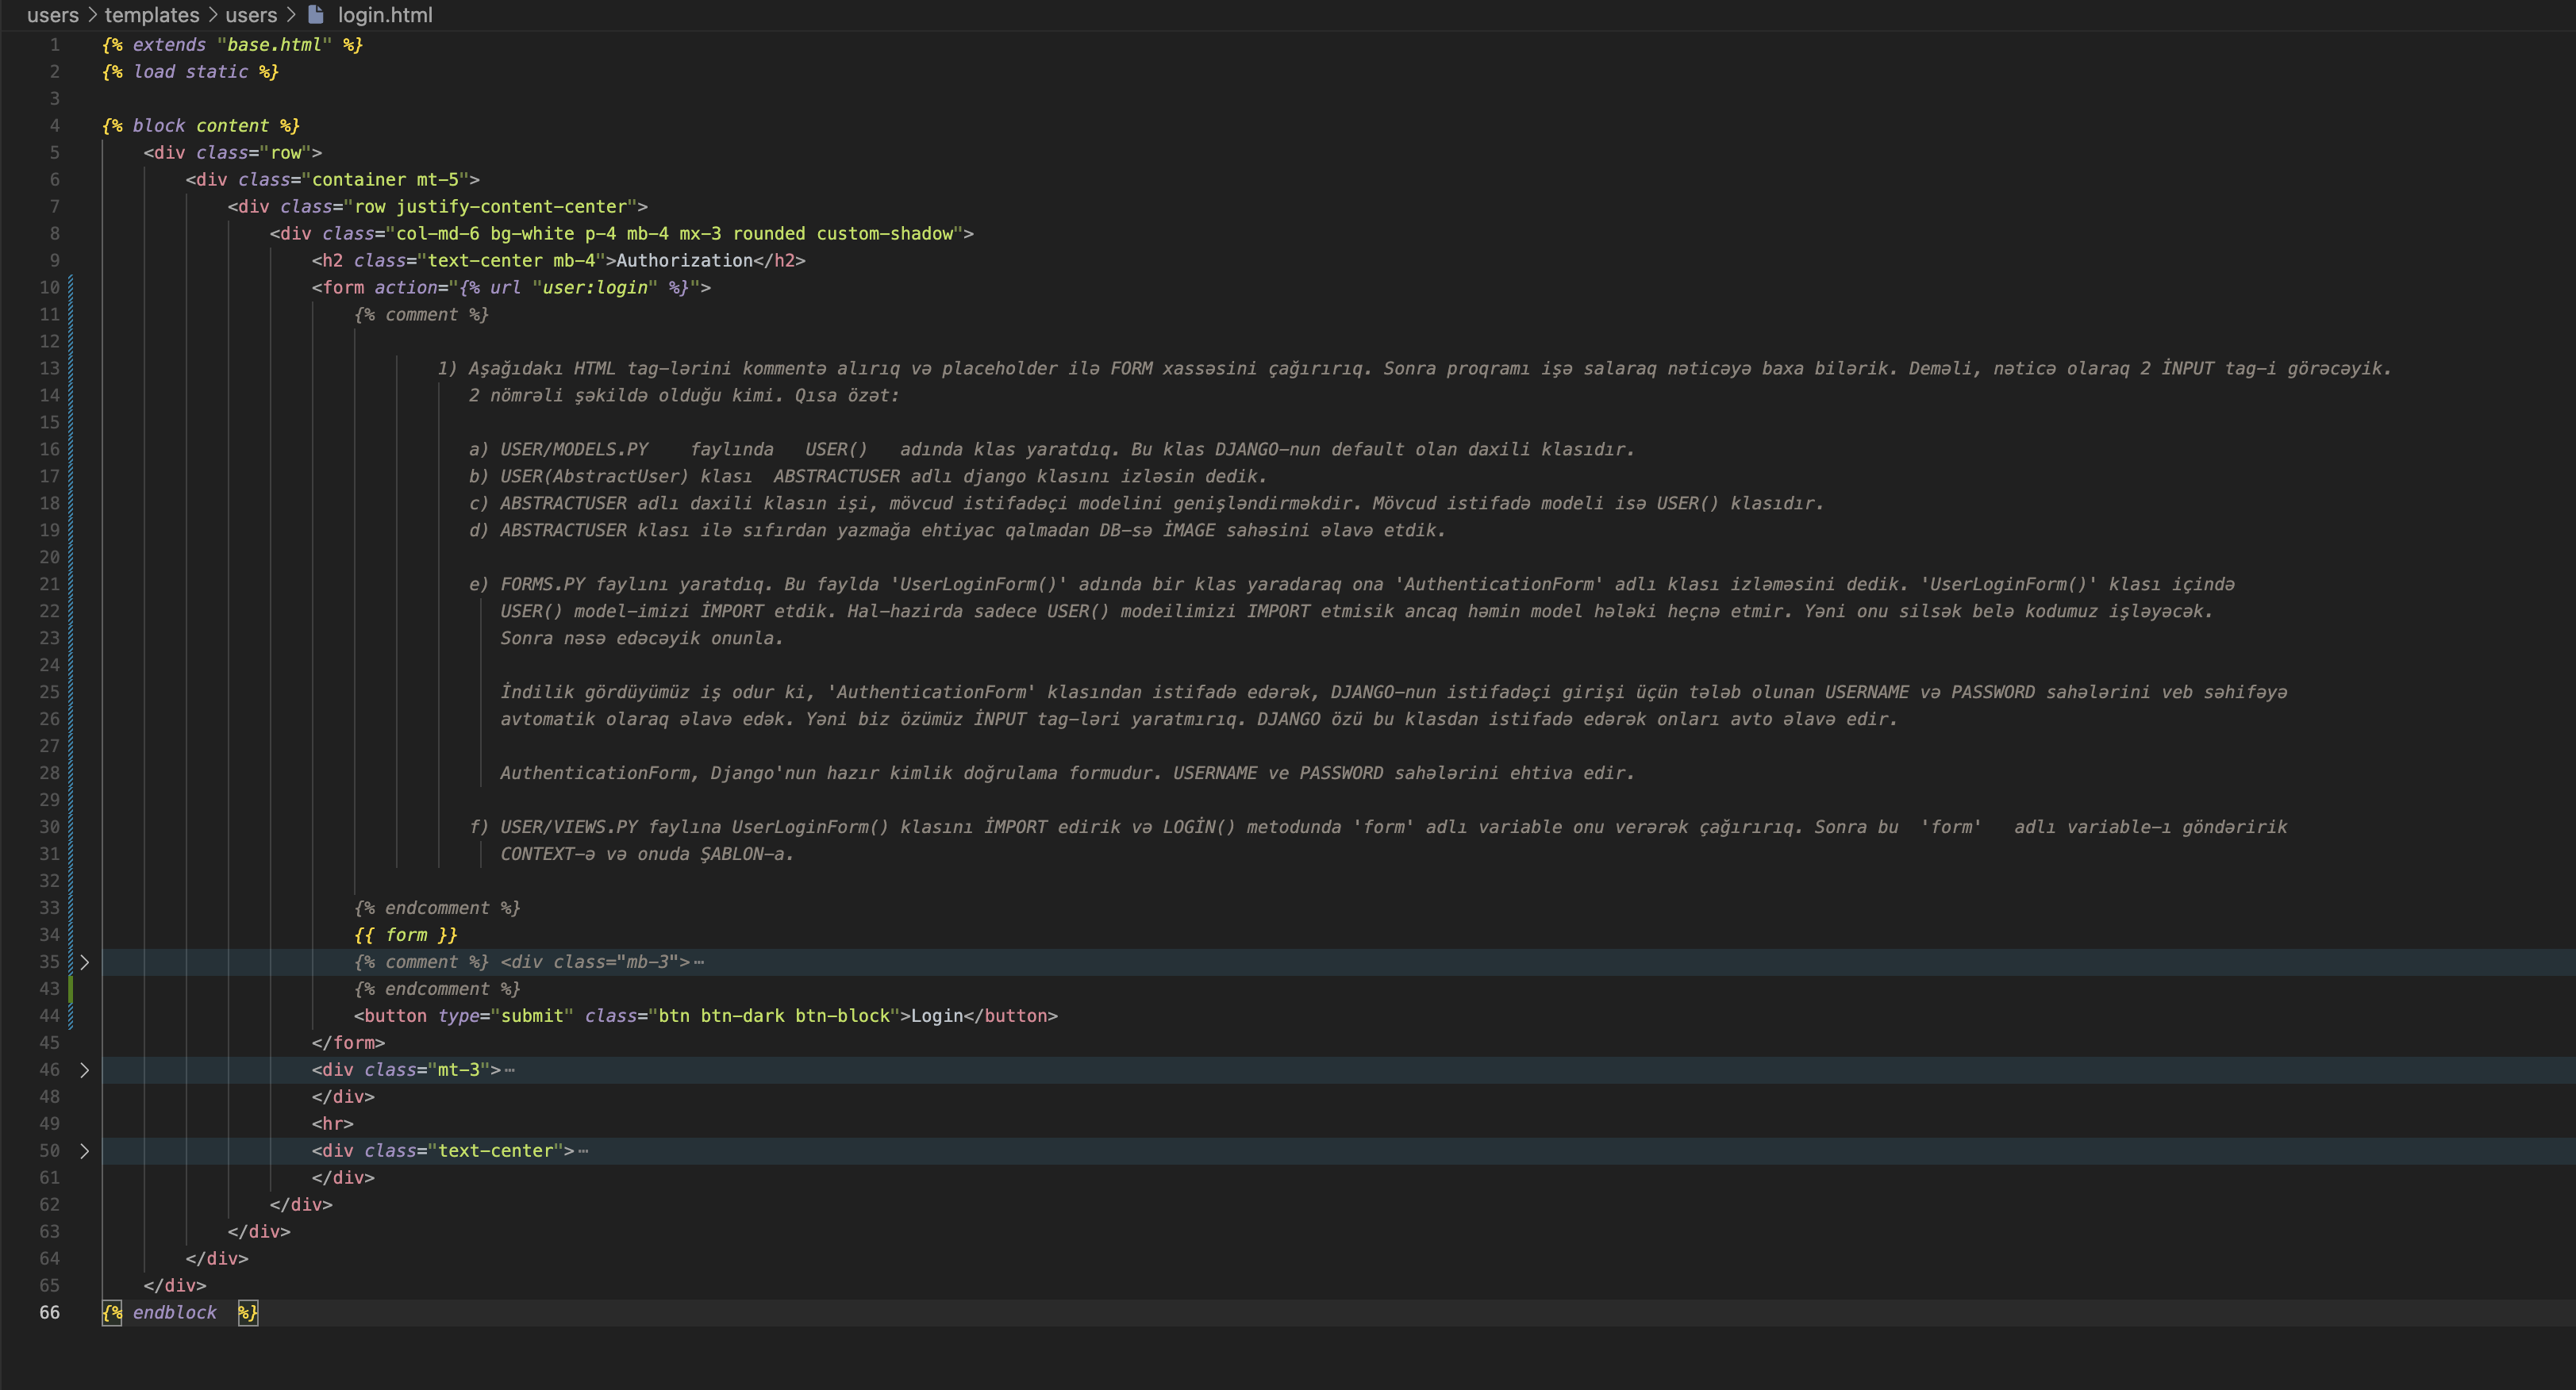 users > templates > users > login.html
1 {% extends "base.html" %}
2 {% load static %}
3
4 {% block content %}
5 <div class="row">
6 <div class="container mt-5">
7 <div class="row justify-content-center">
8 <div class="col-md-6 bg-white p-4 mb-4 mx-3 rounded custom-shadow">
9 <h2 class="text-center mb-4">Authorization</h2>
10 <form action="{% url "user:login" %}">
11 {% comment %}
12
13 1) Aşağıdakı HTML tag-lərini kommentə alırıq və placeholder ilə FORM xassəsini çağırırıq. Sonra proqramı işə salaraq nəticəyə baxa bilərik. Deməli, nəticə olaraq 2 İNPUT tag-i görəcəyik.
14 2 nömrəli şəkildə olduğu kimi. Qısa özət:
15
16 a) USER/MODELS.PY faylında USER() adında klas yaratdıq. Bu klas DJANGO-nun default olan daxili klasıdır.
17 b) USER(AbstractUser) klası ABSTRACTUSER adlı django klasını izləsin dedik.
18 c) ABSTRACTUSER adlı daxili klasın işi, mövcud istifadəçi modelini genişləndirməkdir. Mövcud istifadə modeli isə USER() klasıdır.
19 d) ABSTRACTUSER klası ilə sıfırdan yazmağa ehtiyac qalmadan DB-sə İMAGE sahəsini əlavə etdik.
20
21 e) FORMS.PY faylını yaratdıq. Bu faylda 'UserLoginForm()' adında bir klas yaradaraq ona 'AuthenticationForm' adlı klası izləməsini dedik. 'UserLoginForm()' klası içində
22 USER() model-imizi İMPORT etdik. Hal-hazirda sadece USER() modeilimizi IMPORT etmisik ancaq həmin model hələki heçnə etmir. Yəni onu silsək belə kodumuz işləyəcək.
23 Sonra nəsə edəcəyik onunla.
24
25 İndilik gördüyümüz iş odur ki, 'AuthenticationForm' klasından istifadə edərək, DJANGO-nun istifadəçi girişi üçün tələb olunan USERNAME və PASSWORD sahələrini veb səhifəyə
26 avtomatik olaraq əlavə edək. Yəni biz özümüz İNPUT tag-ləri yaratmırıq. DJANGO özü bu klasdan istifadə edərək onları avto əlavə edir.
27
28 AuthenticationForm, Django'nun hazır kimlik doğrulama formudur. USERNAME ve PASSWORD sahələrini ehtiva edir.
29
30 f) USER/VIEWS.PY faylına UserLoginForm() klasını İMPORT edirik və LOGİN() metodunda 'form' adlı variable onu verərək çağırırıq. Sonra bu 'form' adlı variable-ı göndəririk
31 CONTEXT-ə və onuda ŞABLON-a.
32
33 {% endcomment %}
34 {{ form }}
35 {% comment %} <div class="mb-3">⋯
43 {% endcomment %}
44 <button type="submit" class="btn btn-dark btn-block">Login</button>
45 </form>
46 <div class="mt-3">⋯
48 </div>
49 <hr>
50 <div class="text-center">⋯
61 </div>
62 </div>
63 </div>
64 </div>
65 </div>
66 {% endblock %}